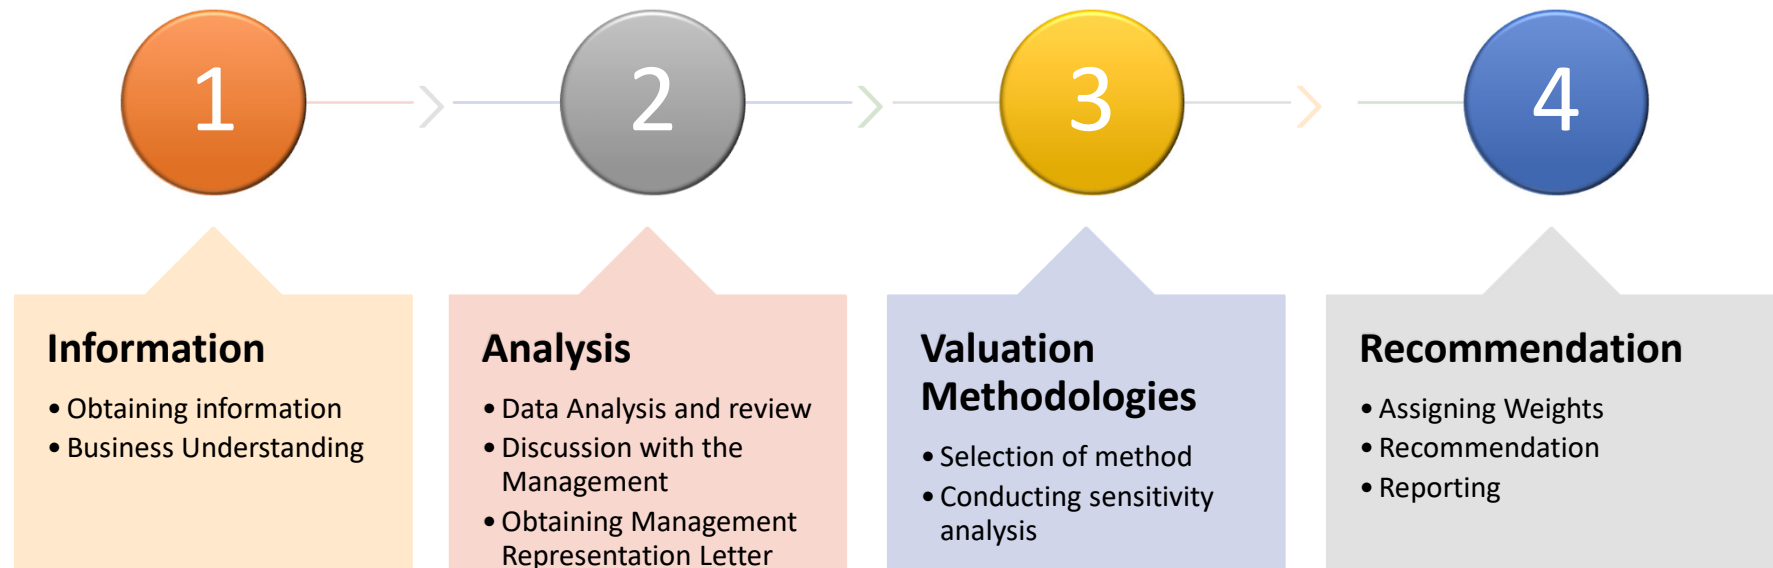 1
2
3
4
Information
• Obtaining information
• Business Understanding
Analysis
• Data Analysis and review
• Discussion with the
Management
• Obtaining Management
Representation Letter
Valuation
Methodologies
• Selection of method
• Conducting sensitivity
analysis
Recommendation
• Assigning Weights
• Recommendation
• Reporting